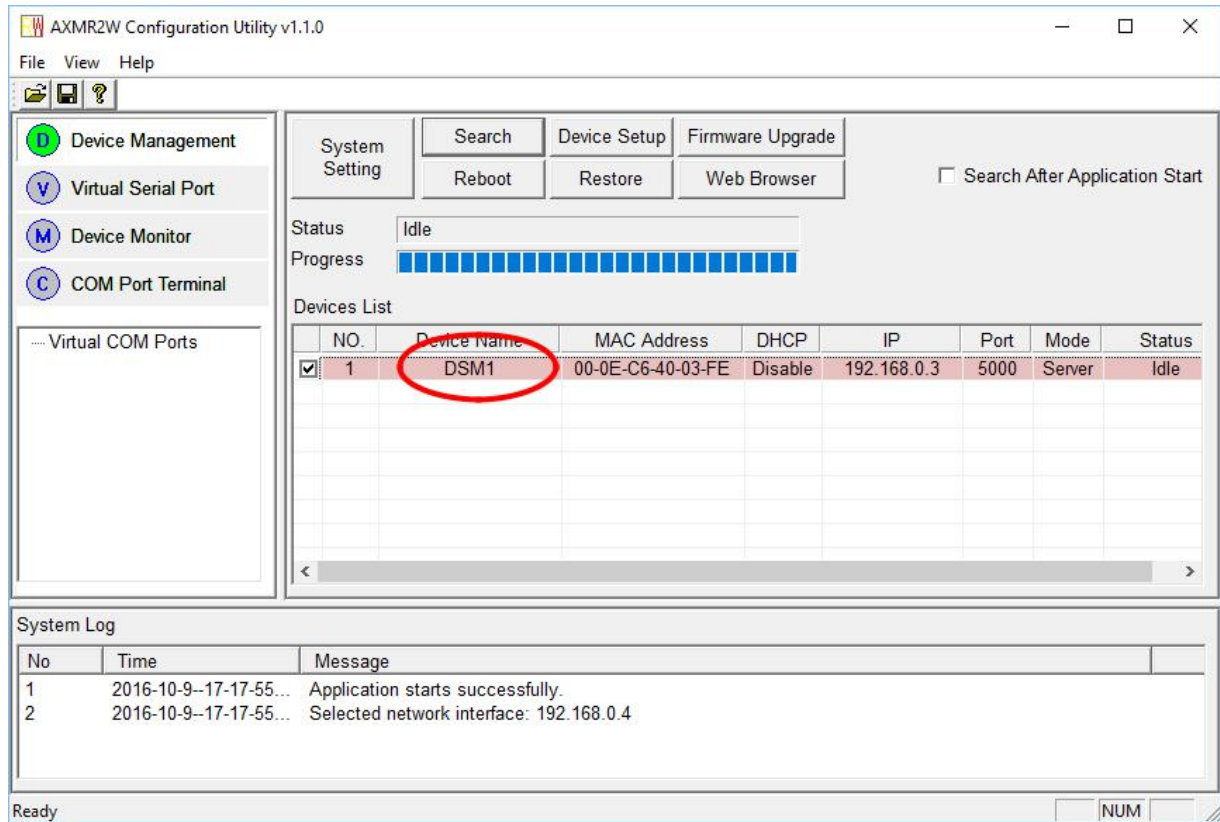 AXMR2W Configuration Utility v1.1.0
File View Help
D Device Management
V Virtual Serial Port
M Device Monitor
C COM Port Terminal
Virtual COM Ports
System Setting
Search Device Setup Firmware Upgrade
Reboot Restore Web Browser
Search After Application Start
Status Idle
Progress
Devices List
NO. Device Name MAC Address DHCP IP Port Mode Status
1 DSM1 00-0E-C6-40-03-FE Disable 192.168.0.3 5000 Server Idle
System Log
No Time Message
1 2016-10-9--17-17-55... Application starts successfully.
2 2016-10-9--17-17-55... Selected network interface: 192.168.0.4
Ready NUM